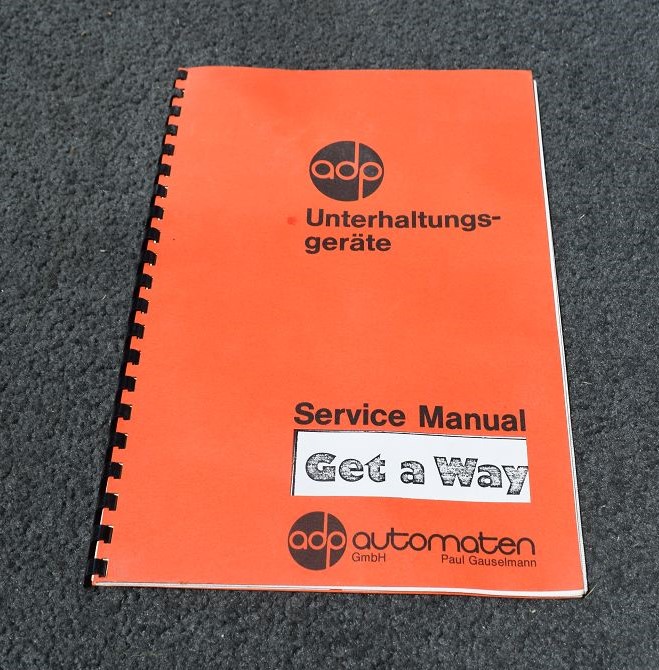 adp
Unterhaltungs-
geräte
Service Manual
Get a Way
adp automaten
GmbH Paul Gauselmann